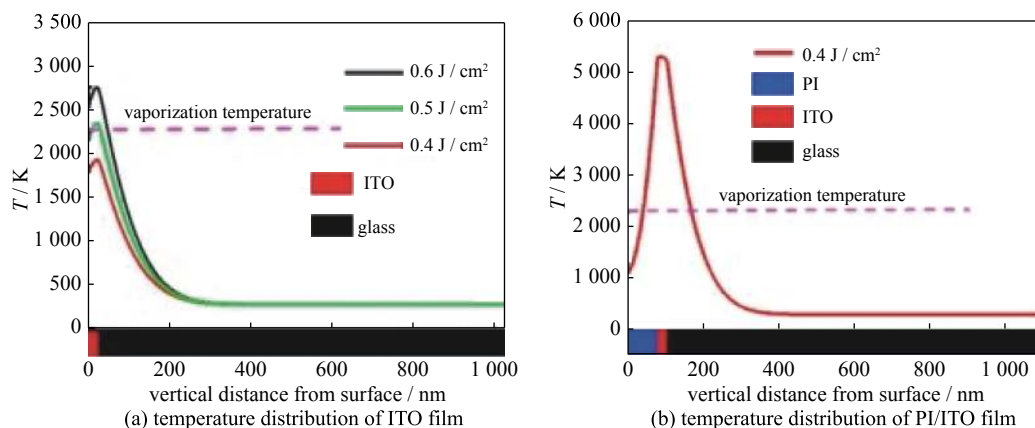 3 500
3 000
2 500
2 000
1 500
1 000
500
0
T / K
0.6 J / cm²
0.5 J / cm²
0.4 J / cm²
vaporization temperature
ITO
glass
0 200 400 600 800 1 000
vertical distance from surface / nm
(a) temperature distribution of ITO film
6 000
5 000
4 000
3 000
2 000
1 000
0
T / K
0.4 J / cm²
PI
ITO
glass
vaporization temperature
0 200 400 600 800 1 000
vertical distance from surface / nm
(b) temperature distribution of PI/ITO film